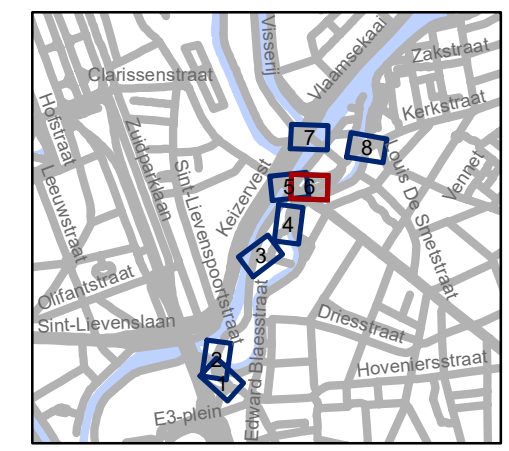 Visserij
Vlaamsekaai
Zakstraat
Clarissenstraat
Kerkstraat
Hofstraat
Zuidparklaan
7
8
Louis De Smetstraat
Vennet
Leeuwstraat
Sint-Lievenspoortstraat
Keizervest
5
6
4
3
Olifantstraat
Sint-Lievenslaan
Edward Blaesstraat
Driesstraat
Hoveniersstraat
2
1
E3-plein